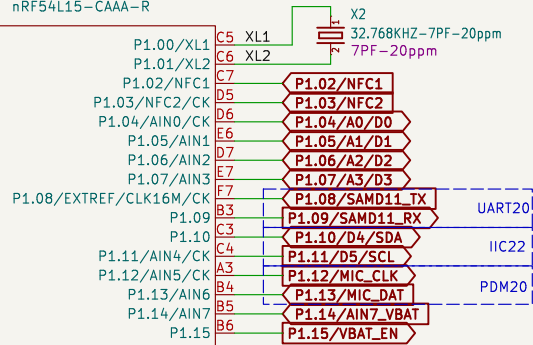 nRF54L15-CAAA-R
X2
P1.00/XL1 C5 XL1 1 32.768KHZ-7PF-20ppm
P1.01/XL2 C6 XL2 2 7PF-20ppm
P1.02/NFC1 C7 P1.02/NFC1
P1.03/NFC2/CK D5 P1.03/NFC2
P1.04/AIN0/CK D6 P1.04/A0/D0
P1.05/AIN1 E6 P1.05/A1/D1
P1.06/AIN2 D7 P1.06/A2/D2
P1.07/AIN3 E7 P1.07/A3/D3
P1.08/EXTREF/CLK16M/CK F7 P1.08/SAMD11_TX
P1.09 B3 P1.09/SAMD11_RX UART20
P1.10 C3 P1.10/D4/SDA
P1.11/AIN4/CK C4 P1.11/D5/SCL IIC22
P1.12/AIN5/CK A3 P1.12/MIC_CLK
P1.13/AIN6 B4 P1.13/MIC_DAT PDM20
P1.14/AIN7 B5 P1.14/AIN7_VBAT
P1.15 B6 P1.15/VBAT_EN